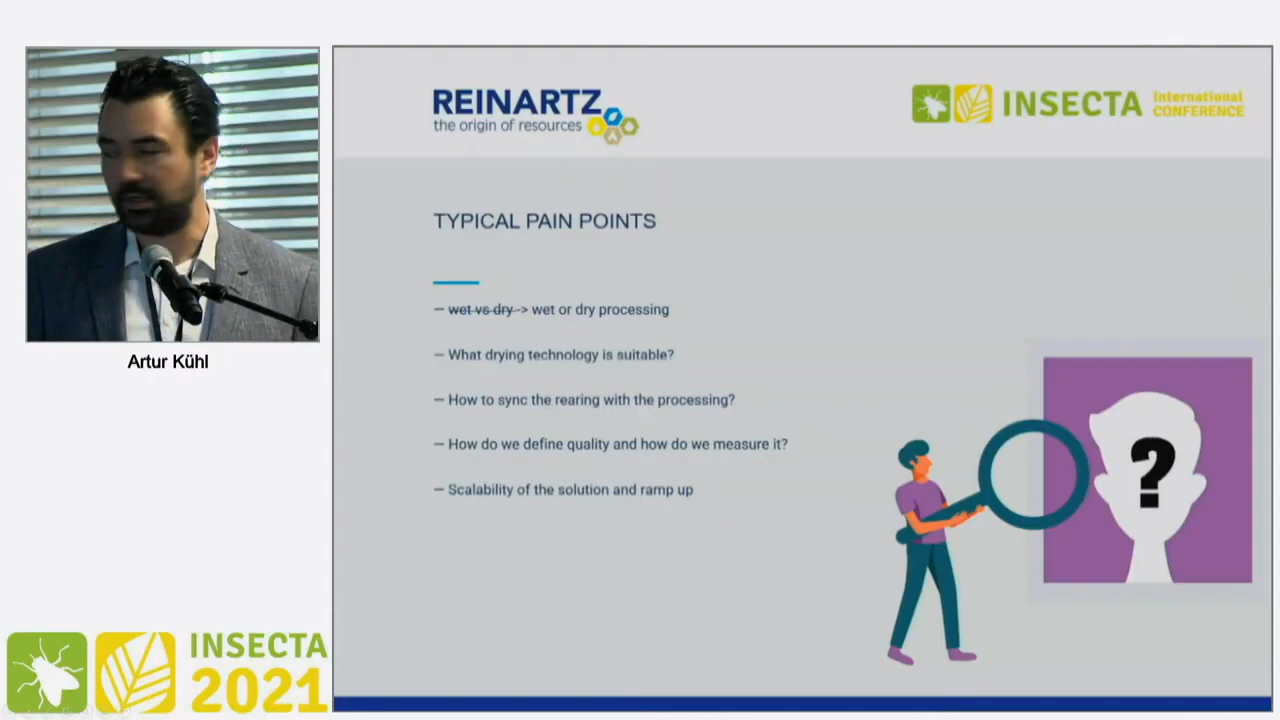 REINARTZ
the origin of resources
INSECTA International CONFERENCE
TYPICAL PAIN POINTS
– wet vs dry -> wet or dry processing
– What drying technology is suitable?
– How to sync the rearing with the processing?
– How do we define quality and how do we measure it?
– Scalability of the solution and ramp up
?
Artur Kühl
INSECTA
2021